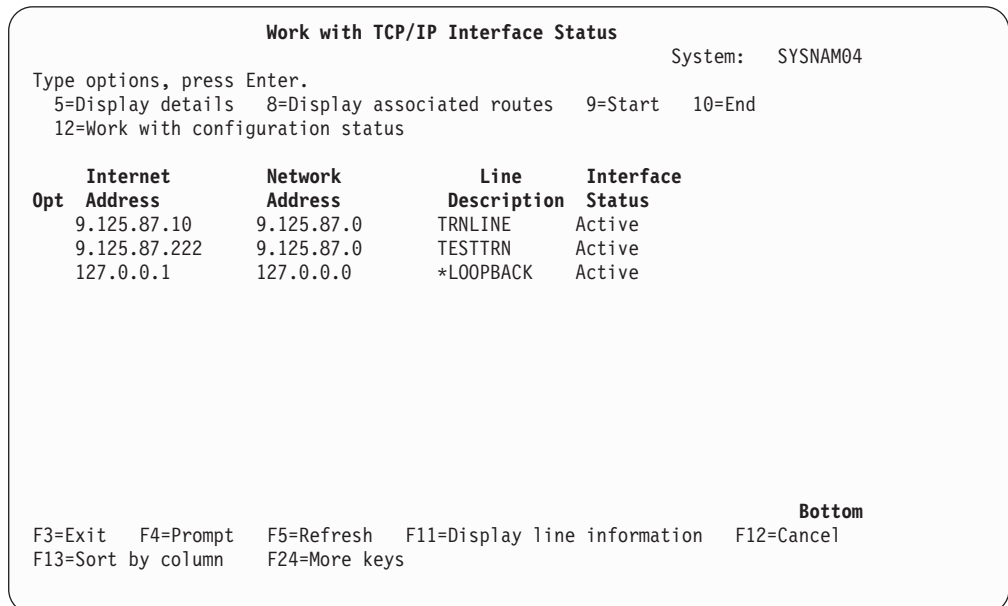 Work with TCP/IP Interface Status
System: SYSNAM04
Type options, press Enter.
5=Display details 8=Display associated routes 9=Start 10=End
12=Work with configuration status
Internet Network Line Interface
Opt Address Address Description Status
9.125.87.10 9.125.87.0 TRNLINE Active
9.125.87.222 9.125.87.0 TESTTRN Active
127.0.0.1 127.0.0.0 *LOOPBACK Active
Bottom
F3=Exit F4=Prompt F5=Refresh F11=Display line information F12=Cancel
F13=Sort by column F24=More keys